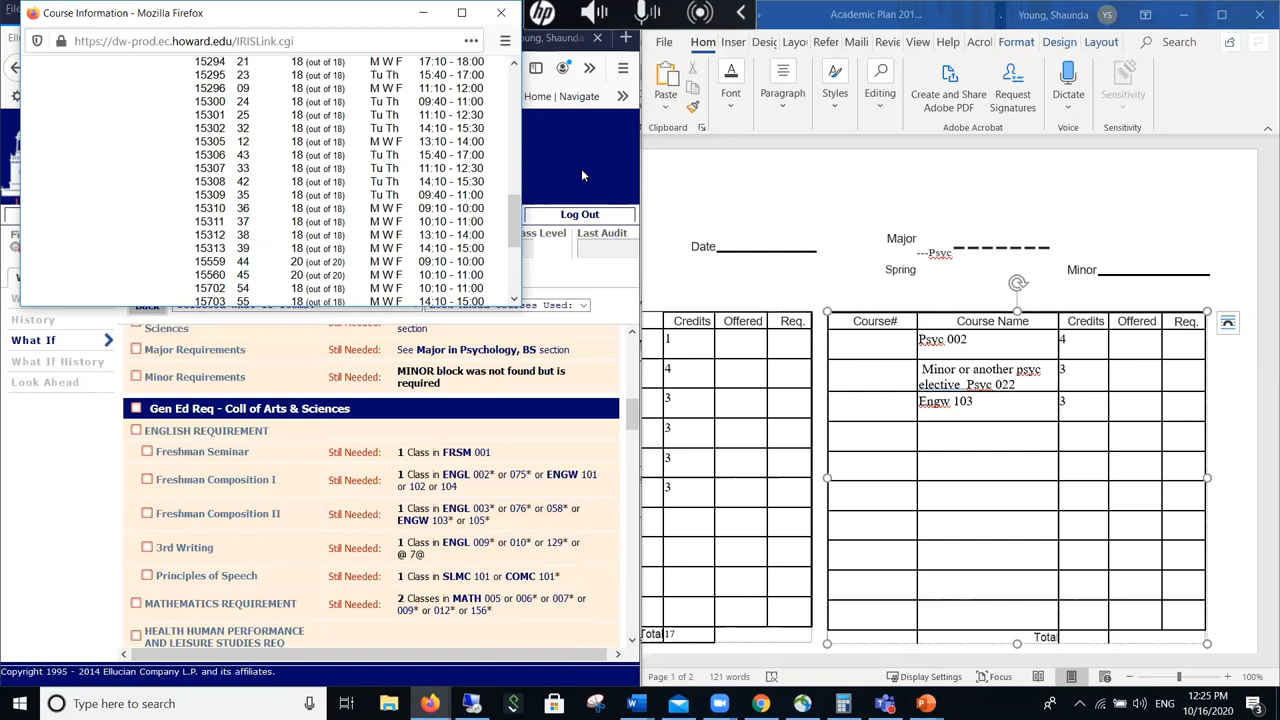 Course Information - Mozilla Firefox
https://dw-prod.ec.howard.edu/IRISLink.cgi
15294 21 18 (out of 18) M W F 17:10 - 18:00
15295 23 18 (out of 18) Tu Th 15:40 - 17:00
15296 09 18 (out of 18) M W F 11:10 - 12:00
15300 24 18 (out of 18) Tu Th 09:40 - 11:00
15301 25 18 (out of 18) Tu Th 11:10 - 12:30
15302 32 18 (out of 18) Tu Th 14:10 - 15:30
15305 12 18 (out of 18) M W F 13:10 - 14:00
15306 43 18 (out of 18) Tu Th 15:40 - 17:00
15307 33 18 (out of 18) Tu Th 11:10 - 12:30
15308 42 18 (out of 18) Tu Th 14:10 - 15:30
15309 35 18 (out of 18) Tu Th 09:40 - 11:00
15310 36 18 (out of 18) M W F 09:10 - 10:00
15311 37 18 (out of 18) M W F 10:10 - 11:00
15312 38 18 (out of 18) M W F 13:10 - 14:00
15313 39 18 (out of 18) M W F 14:10 - 15:00
15559 44 20 (out of 20) M W F 09:10 - 10:00
15560 45 20 (out of 20) M W F 10:10 - 11:00
15702 54 18 (out of 18) M W F 10:10 - 11:00
15703 55 18 (out of 18) M W F 14:10 - 15:00
Home | Navigate
Log Out
Class Level Last Audit
Back
Courses Used:
History
What If
What If History
Look Ahead
Sciences section
Major Requirements Still Needed: See Major in Psychology, BS section
Minor Requirements Still Needed: MINOR block was not found but is
required
Gen Ed Req - Coll of Arts & Sciences
ENGLISH REQUIREMENT
Freshman Seminar Still Needed: 1 Class in FRSM 001
Freshman Composition I Still Needed: 1 Class in ENGL 002* or 075* or ENGW 101
or 102 or 104
Freshman Composition II Still Needed: 1 Class in ENGL 003* or 076* or 058* or
ENGW 103* or 105*
3rd Writing Still Needed: 1 Class in ENGL 009* or 010* or 129* or
@ 7@
Principles of Speech Still Needed: 1 Class in SLMC 101 or COMC 101*
MATHEMATICS REQUIREMENT Still Needed: 2 Classes in MATH 005 or 006* or 007* or
009* or 012* or 156*
HEALTH HUMAN PERFORMANCE
AND LEISURE STUDIES REQ
Copyright 1995 - 2014 Ellucian Company L.P. and its affiliates.
hp
Young, Shaunda
Academic Plan 201... Young, Shaunda YS
File Hom Inser Desig Layou Refe Mailin Revie View Help Acrob Format Design Layout Search
Paste Font Paragraph Styles Editing Create and Share
Adobe PDF Request
Signatures Dictate Sensitivity
Clipboard Adobe Acrobat Voice Sensitivity
Date Major
---Psyc
Spring Minor
Credits Offered Req. Course# Course Name Credits Offered Req.
1 Psyc 002 4
4 Minor or another psyc
elective Psyc 022 3
3 Engw 103 3
3
3
3
Total 17 Total
Page 1 of 2 121 words Display Settings Focus 100%
Type here to search
12:25 PM
10/16/2020
3